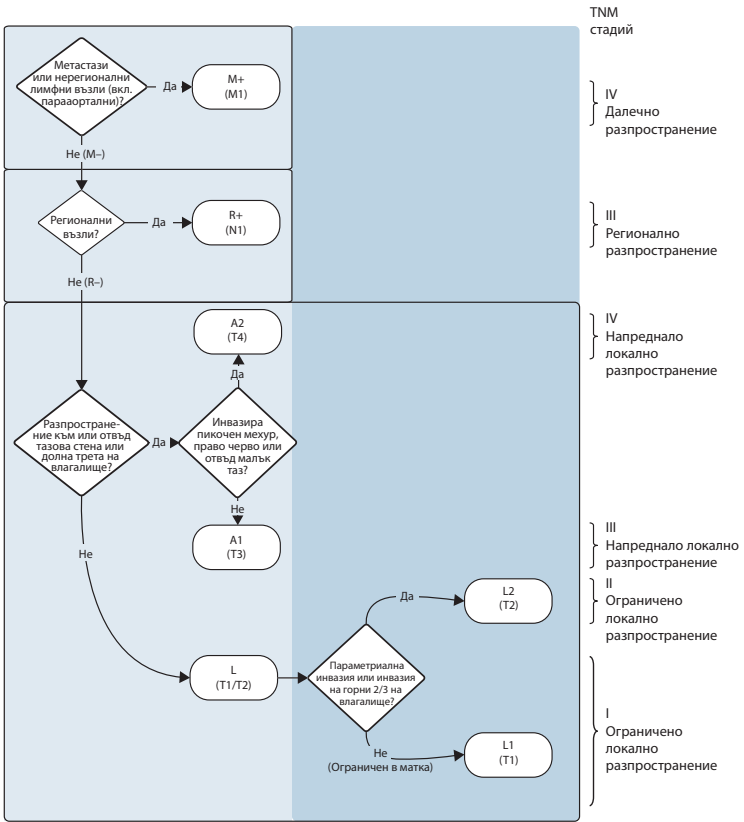 TNM
стадий
Метастази
или нерегионални
лимфни възли (вкл.
парааортални)?
Да
M+
(M1)
IV
Далечно
разпространение
Не (M–)
Регионални
възли?
Да
R+
(N1)
III
Регионално
разпространение
Не (R–)
A2
(T4)
IV
Напреднало
локално
разпространение
Да
Разпростране-
ние към или отвъд
тазова стена или
долна трета на
влагалище?
Да
Инвазира
пикочен мехур,
право черво или
отвъд малък
таз?
Не
A1
(T3)
III
Напреднало локално
разпространение
Не
II
Ограничено
локално
разпространение
Да
L2
(T2)
L
(T1/T2)
Параметриална
инвазия или инвазия
на горни 2/3 на
влагалище?
I
Ограничено
локално
разпространение
Не
(Ограничен в матка)
L1
(T1)